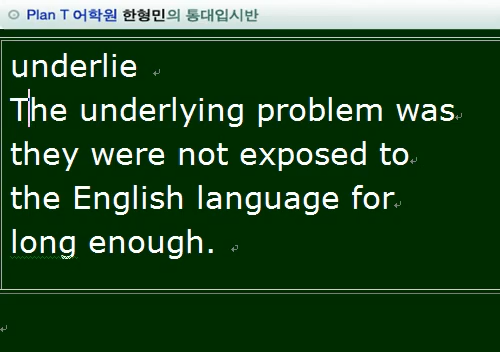 Plan T 어학원 한형민의 통대입시반
underlie
The underlying problem was
they were not exposed to
the English language for
long enough.